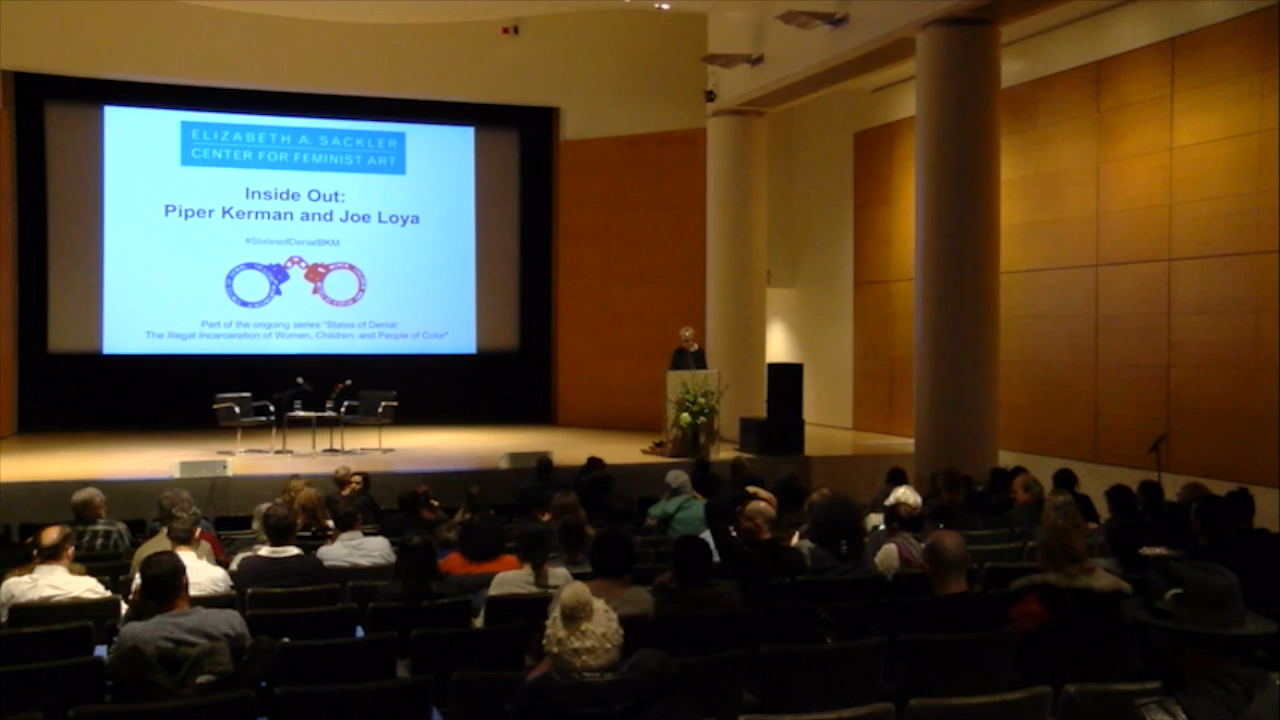 ELIZABETH A. SACKLER
CENTER FOR FEMINIST ART
Inside Out:
Piper Kerman and Joe Loya
#StatesofDenialBKM
Part of the ongoing series "States of Denial:
The Illegal Incarceration of Women, Children, and People of Color"